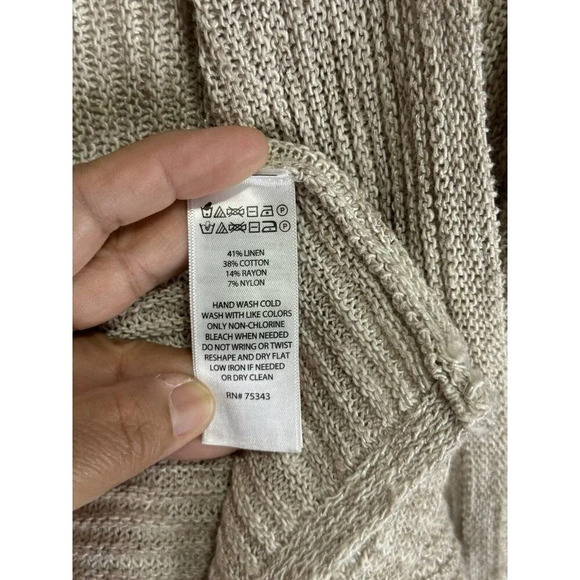 41% LINEN
38% COTTON
14% RAYON
7% NYLON
HAND WASH COLD
WASH WITH LIKE COLORS
ONLY NON-CHLORINE
BLEACH WHEN NEEDED
DO NOT WRING OR TWIST
RESHAPE AND DRY FLAT
LOW IRON IF NEEDED
OR DRY CLEAN
RN# 75343